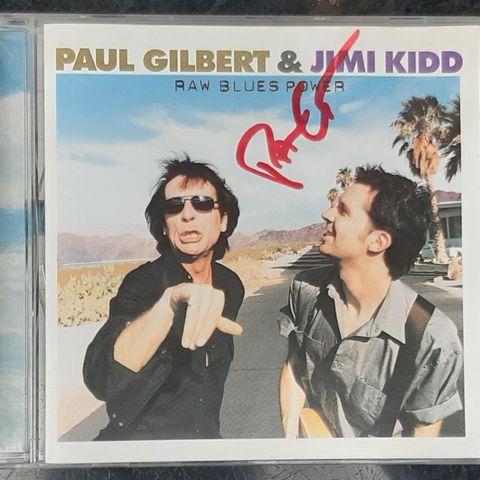 PAUL GILBERT & JIMI KIDD
RAW BLUES POWER